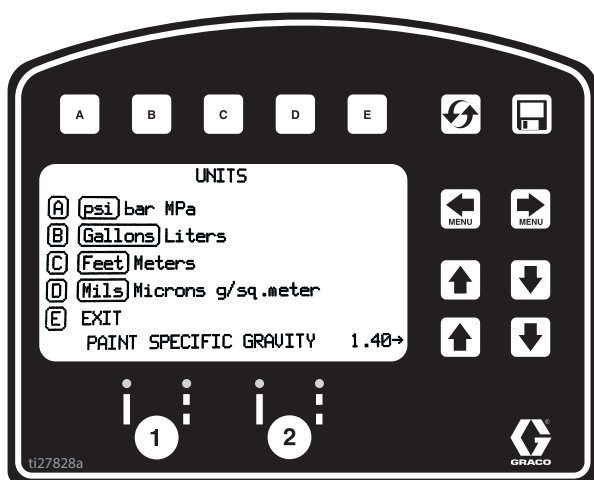 A B C D E
UNITS
A psi bar MPa
B Gallons Liters
MENU MENU
C Feet Meters
D Mils Microns g/sq.meter
E EXIT
PAINT SPECIFIC GRAVITY 1.40→
1 2
ti27828a
GRACO